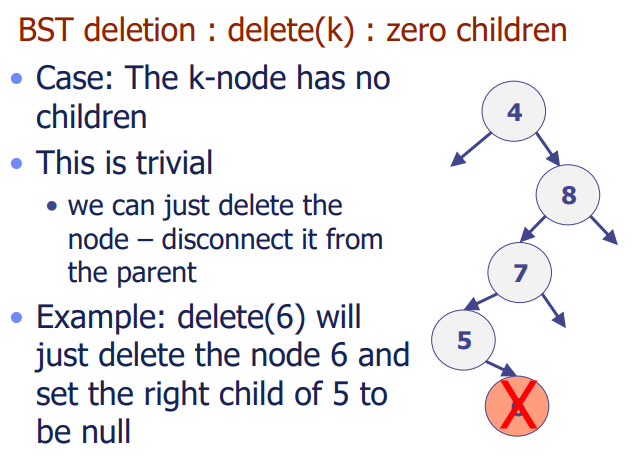 BST deletion : delete(k) : zero children
• Case: The k-node has no
children
• This is trivial
• we can just delete the
node – disconnect it from
the parent
• Example: delete(6) will
just delete the node 6 and
set the right child of 5 to
be null
4
8
7
5